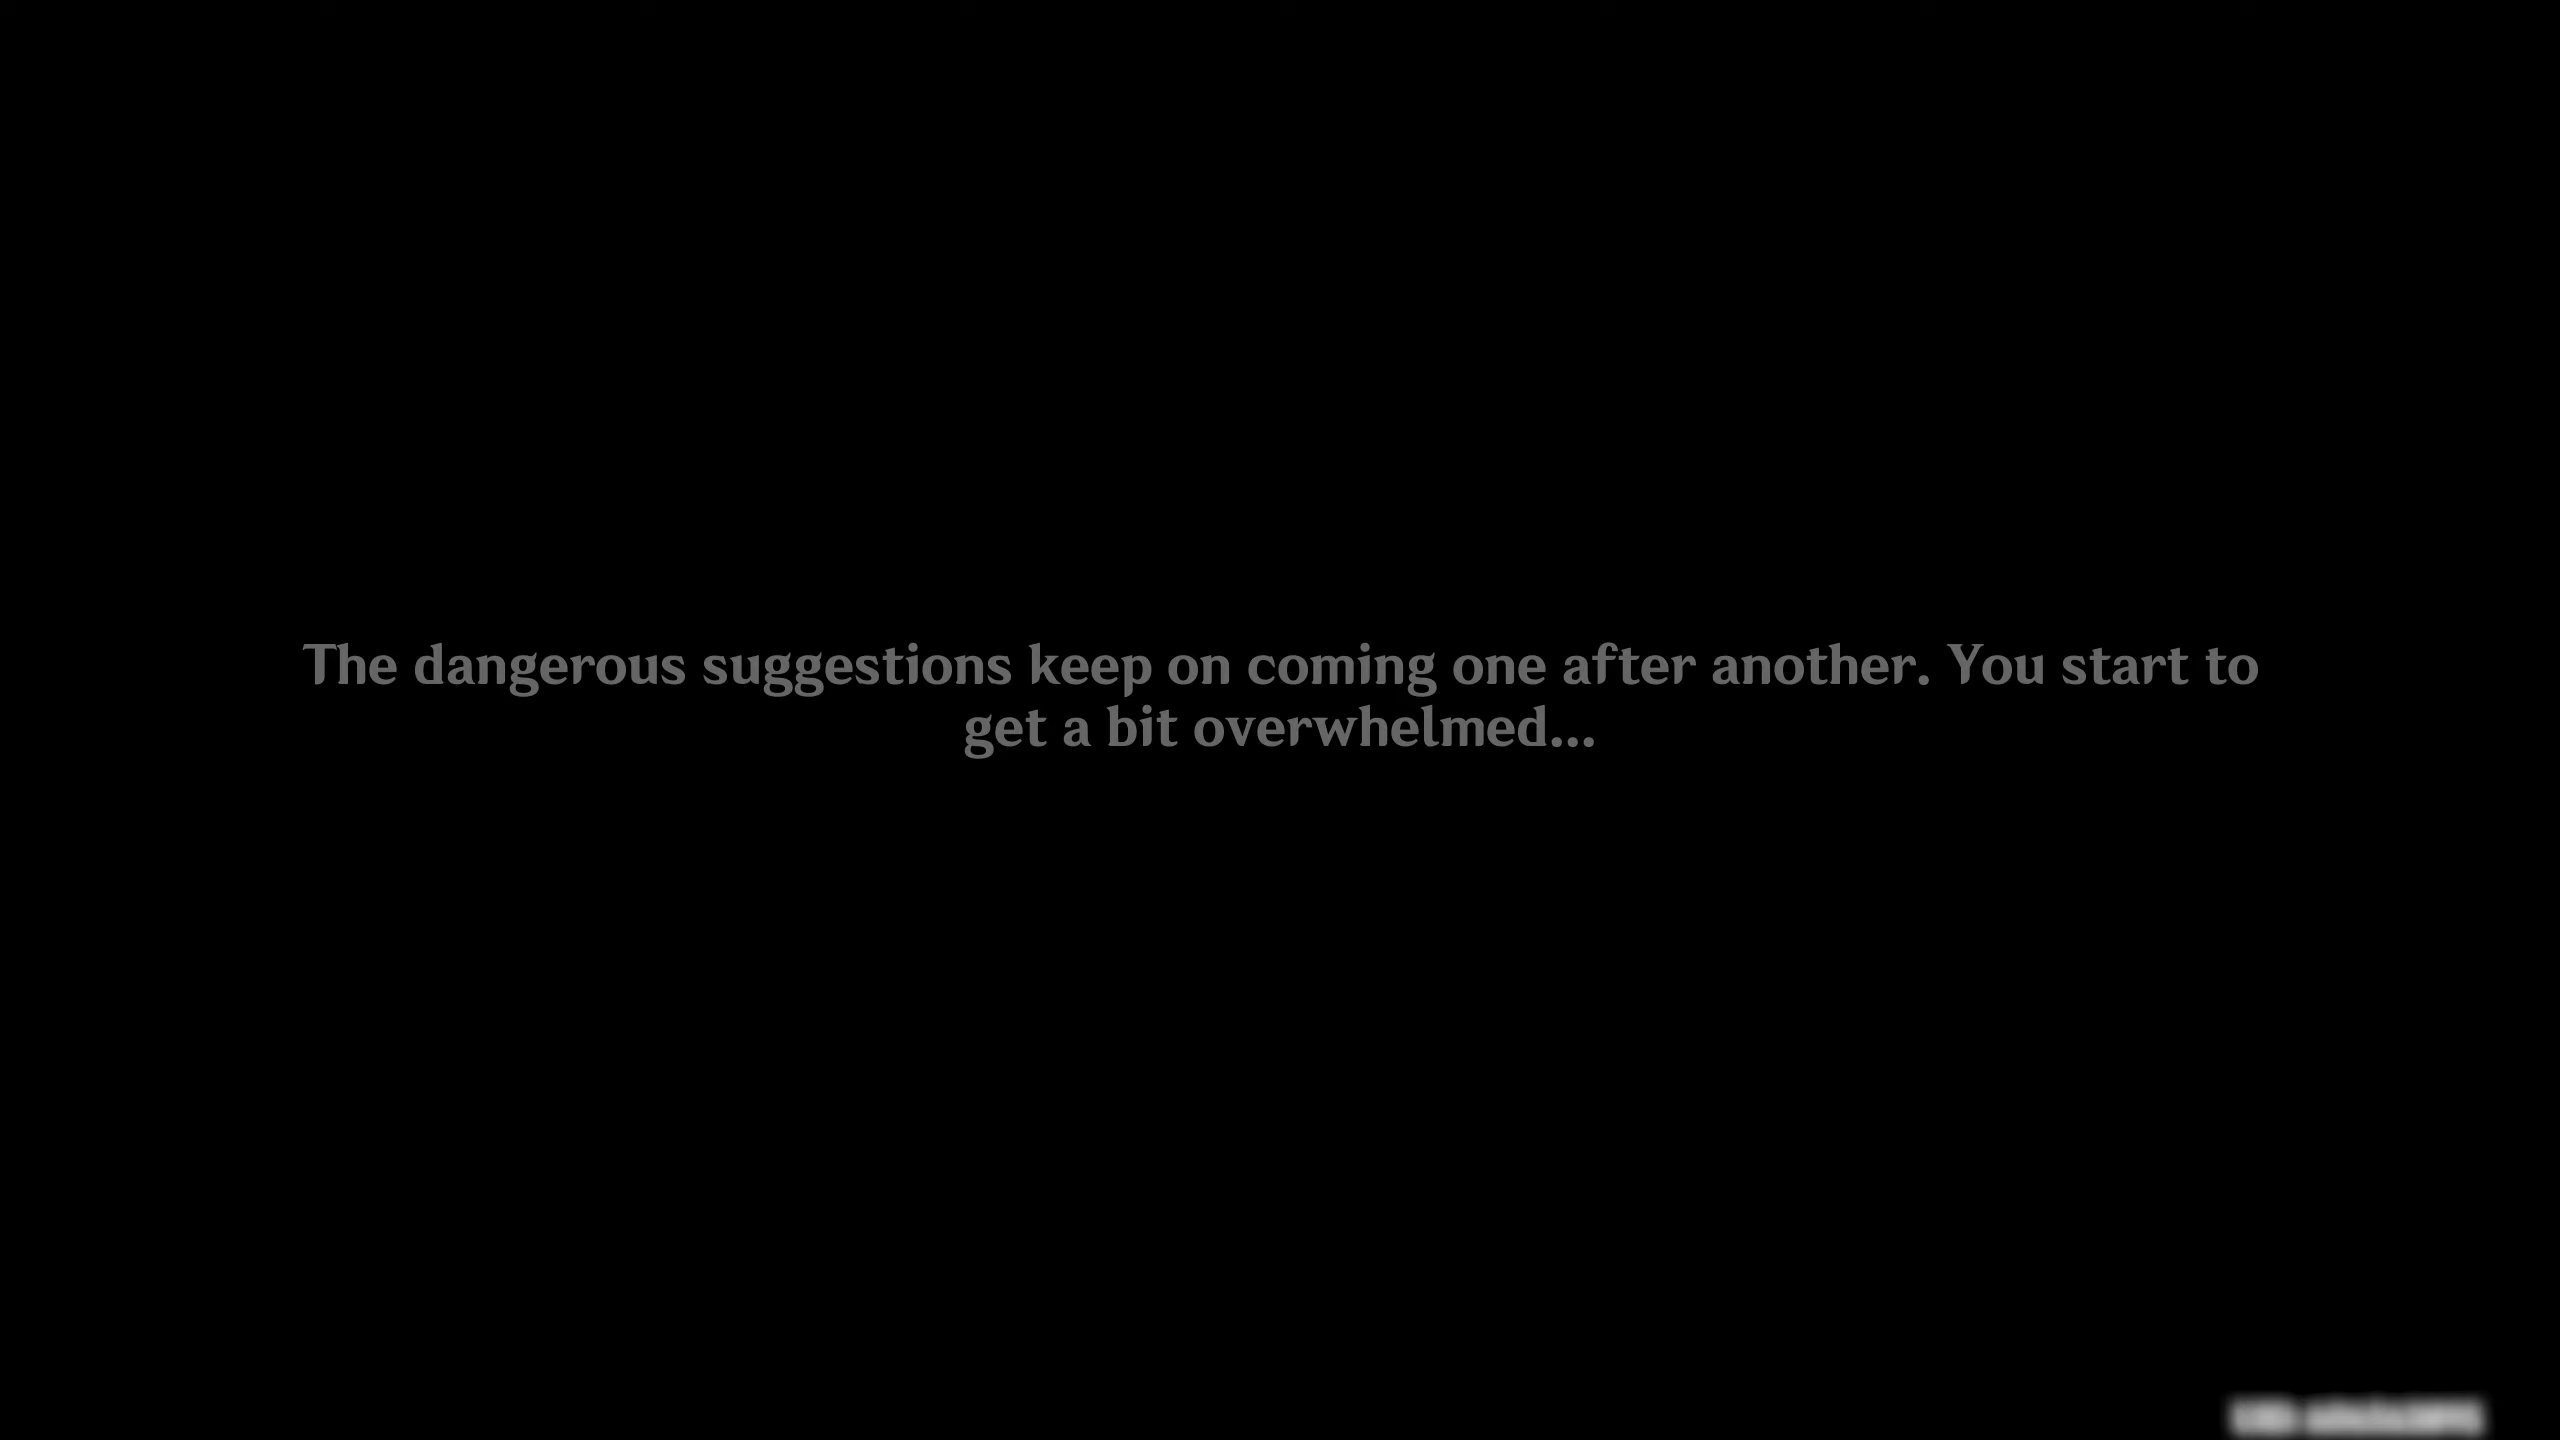 The dangerous suggestions keep on coming one after another. You start to
get a bit overwhelmed...